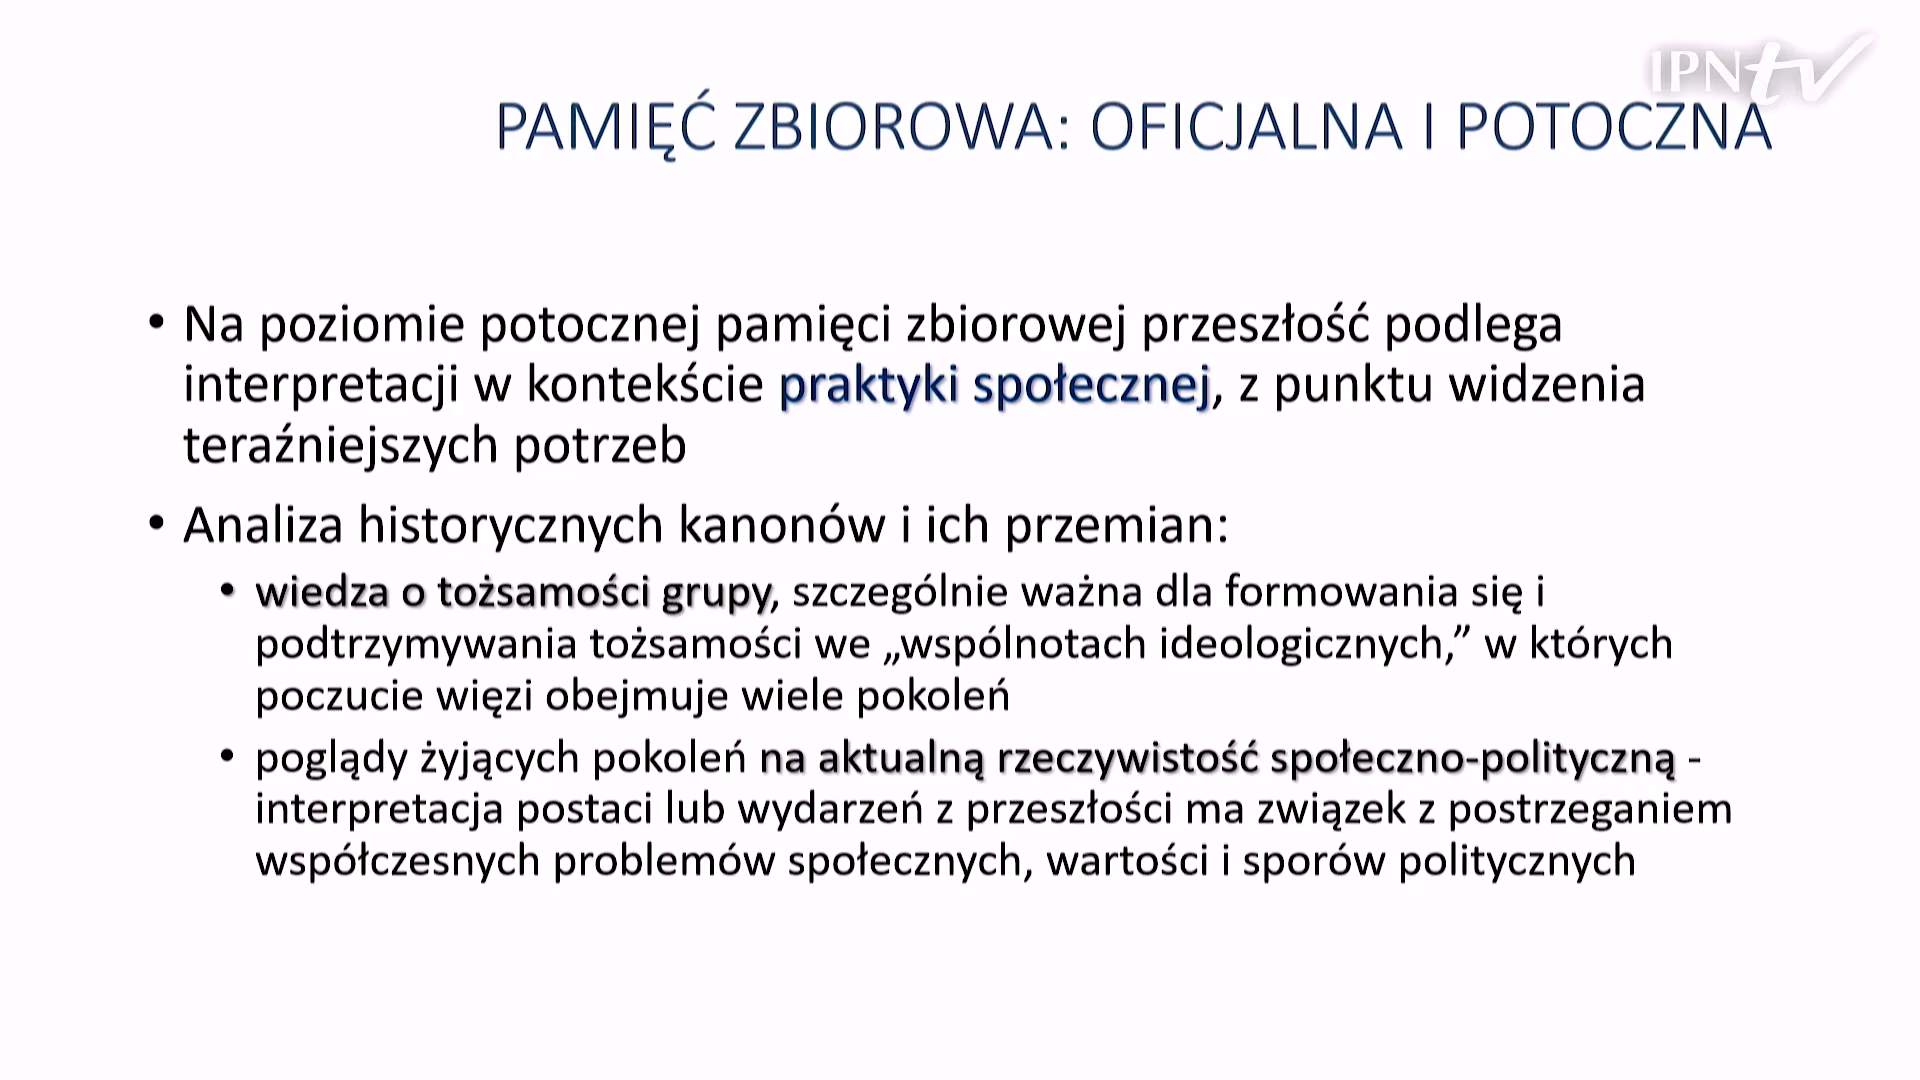 IPNtv
PAMIĘĆ ZBIOROWA: OFICJALNA I POTOCZNA
• Na poziomie potocznej pamięci zbiorowej przeszłość podlega
interpretacji w kontekście praktyki społecznej, z punktu widzenia
teraźniejszych potrzeb
• Analiza historycznych kanonów i ich przemian:
• wiedza o tożsamości grupy, szczególnie ważna dla formowania się i
podtrzymywania tożsamości we „wspólnotach ideologicznych,” w których
poczucie więzi obejmuje wiele pokoleń
• poglądy żyjących pokoleń na aktualną rzeczywistość społeczno-polityczną -
interpretacja postaci lub wydarzeń z przeszłości ma związek z postrzeganiem
współczesnych problemów społecznych, wartości i sporów politycznych